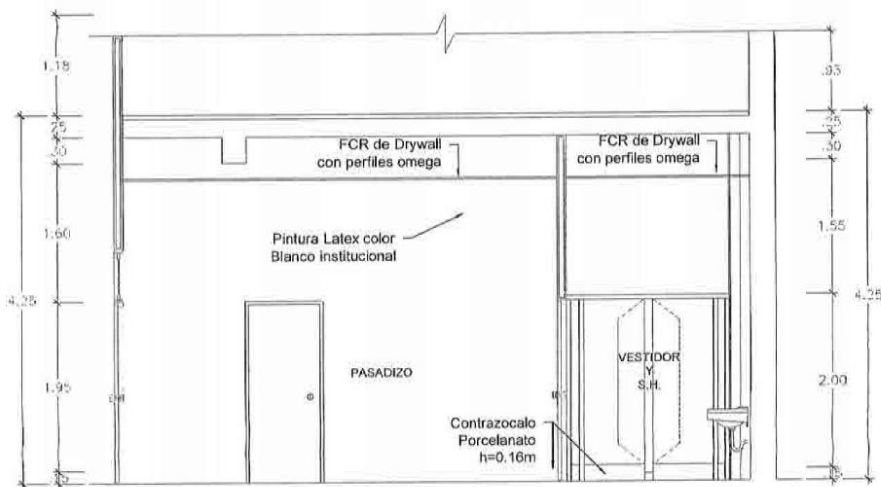 1.18
.93
.25
.25
.30
.30
FCR de Drywall
con perfiles omega
FCR de Drywall
con perfiles omega
1.60
1.55
Pintura Latex color
Blanco institucional
4.25
4.25
1.95
2.00
PASADIZO
VESTIDOR
Y
S.H.
Contrazocalo
Porcelanato
h=0.16m